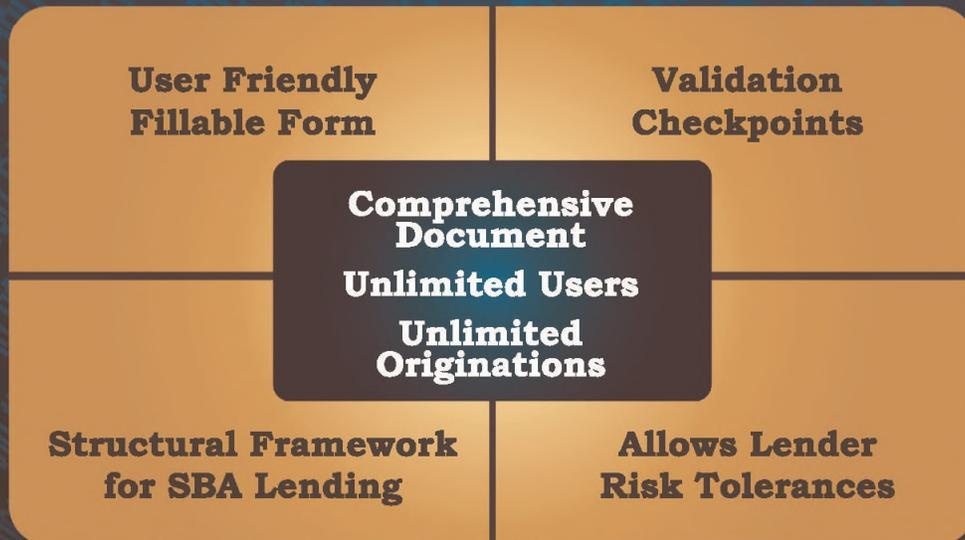 User Friendly
Fillable Form
Validation
Checkpoints
Comprehensive
Document
Unlimited Users
Unlimited
Originations
Structural Framework
for SBA Lending
Allows Lender
Risk Tolerances